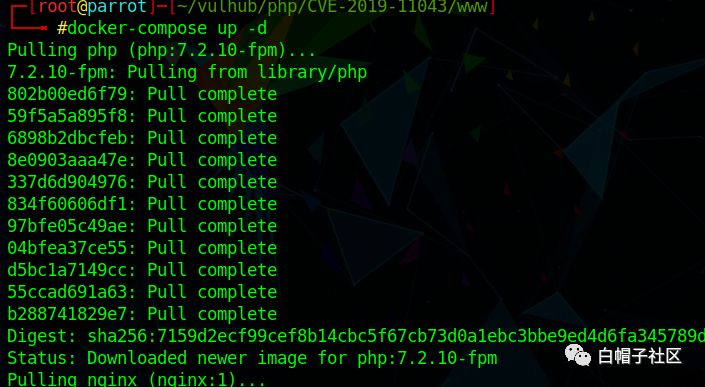 ┌─[root@parrot]─[~/vulhub/php/CVE-2019-11043/www]
└──╼ #docker-compose up -d
Pulling php (php:7.2.10-fpm)...
7.2.10-fpm: Pulling from library/php
802b00ed6f79: Pull complete
59f5a5a895f8: Pull complete
6898b2dbcfeb: Pull complete
8e0903aaa47e: Pull complete
337d6d904976: Pull complete
834f60606df1: Pull complete
97bfe05c49ae: Pull complete
04bfea37ce55: Pull complete
d5bc1a7149cc: Pull complete
55ccad691a63: Pull complete
b288741829e7: Pull complete
Digest: sha256:7159d2ecf99cef8b14cbc5f67cb73d0a1ebc3bbe9ed4d6fa345789d
Status: Downloaded newer image for php:7.2.10-fpm
Pulling nginx (nginx:1)...
白帽子社区